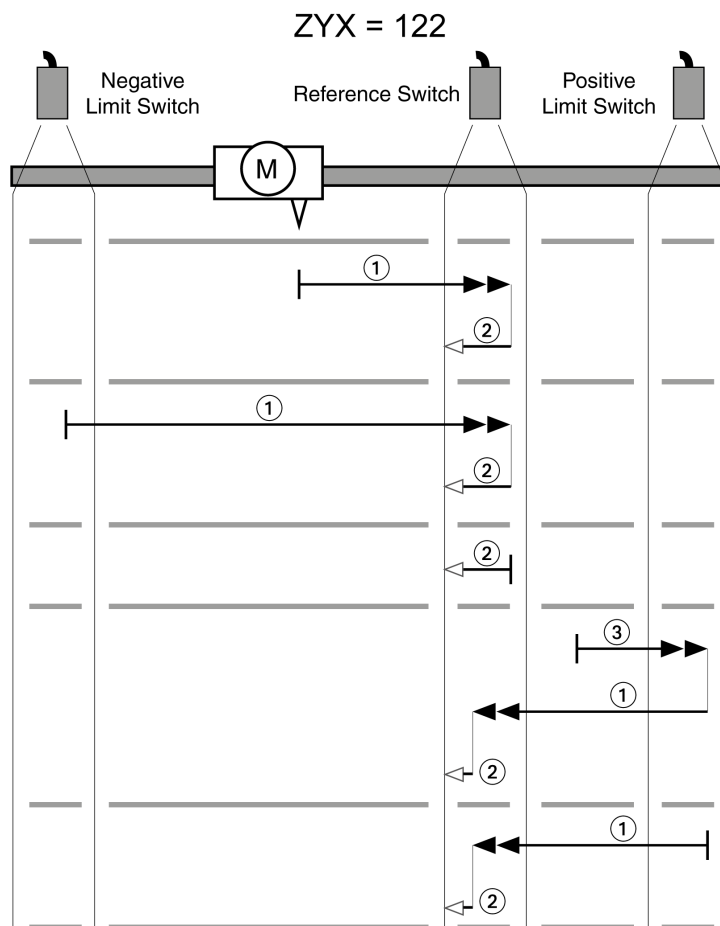 ZYX = 122
Negative
Limit Switch
Reference Switch
Positive
Limit Switch
M
1
2
1
2
2
3
1
2
1
2